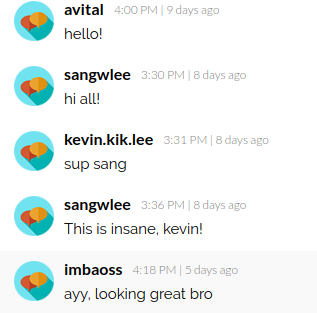 avital 4:00 PM | 9 days ago
hello!
sangwlee 3:30 PM | 8 days ago
hi all!
kevin.kik.lee 3:31 PM | 8 days ago
sup sang
sangwlee 3:36 PM | 8 days ago
This is insane, kevin!
imbaoss 4:18 PM | 5 days ago
ayy, looking great bro